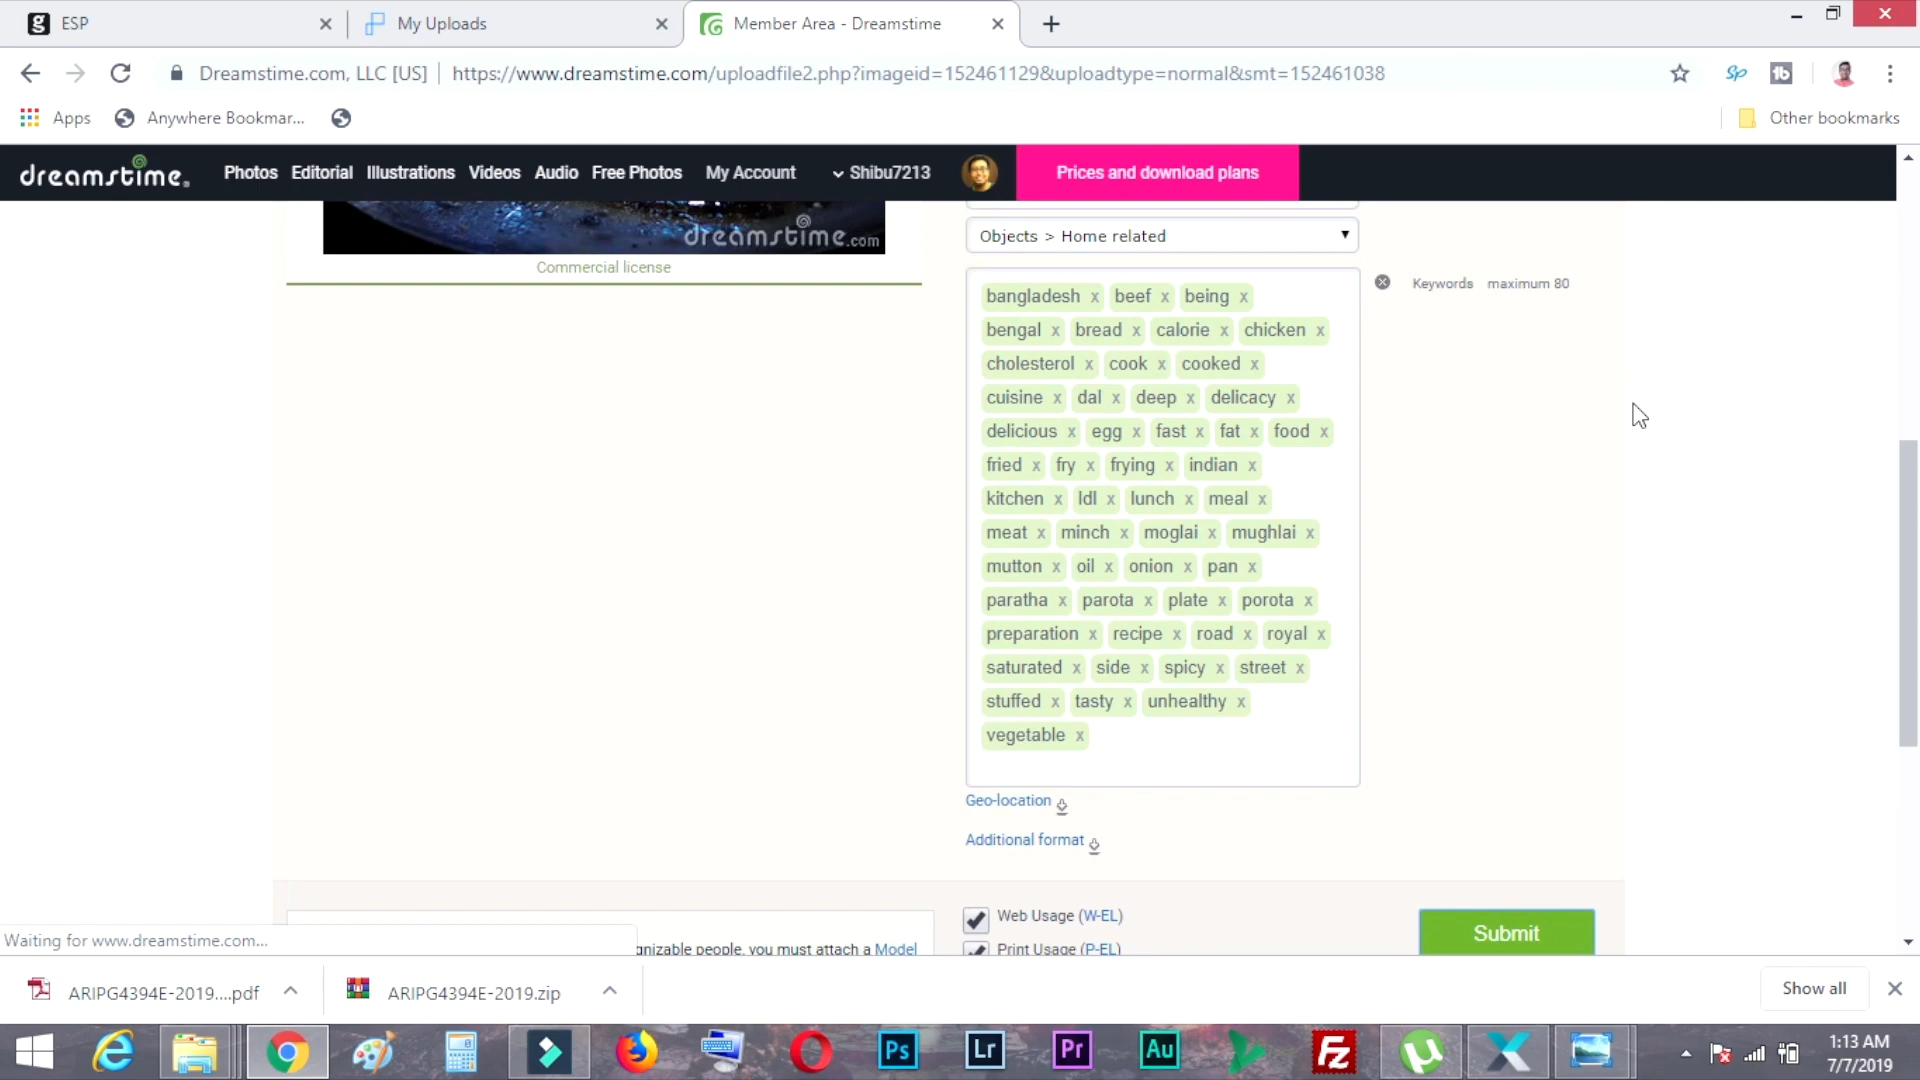 ESP
My Uploads
Member Area - Dreamstime
Dreamstime.com, LLC [US]
https://www.dreamstime.com/uploadfile2.php?imageid=152461129&uploadtype=normal&smt=152461038
Apps
Anywhere Bookmar...
Other bookmarks
dreamstime.
Photos Editorial Illustrations Videos Audio Free Photos My Account Shibu7213
Prices and download plans
dreamstime.com
Commercial license
Objects > Home related
bangladesh x beef x being x
bengal x bread x calorie x chicken x
cholesterol x cook x cooked x
cuisine x dal x deep x delicacy x
delicious x egg x fast x fat x food x
fried x fry x frying x indian x
kitchen x ldl x lunch x meal x
meat x minch x moglai x mughlai x
mutton x oil x onion x pan x
paratha x parota x plate x porota x
preparation x recipe x road x royal x
saturated x side x spicy x street x
stuffed x tasty x unhealthy x
vegetable x
Keywords maximum 80
Geo-location
Additional format
Web Usage (W-EL)
Print Usage (P-EL)
Submit
gnizable people, you must attach a Model
Waiting for www.dreamstime.com...
ARIPG4394E-2019....pdf
ARIPG4394E-2019.zip
Show all
Ps
Lr
Pr
Au
Fz
1:13 AM
7/7/2019